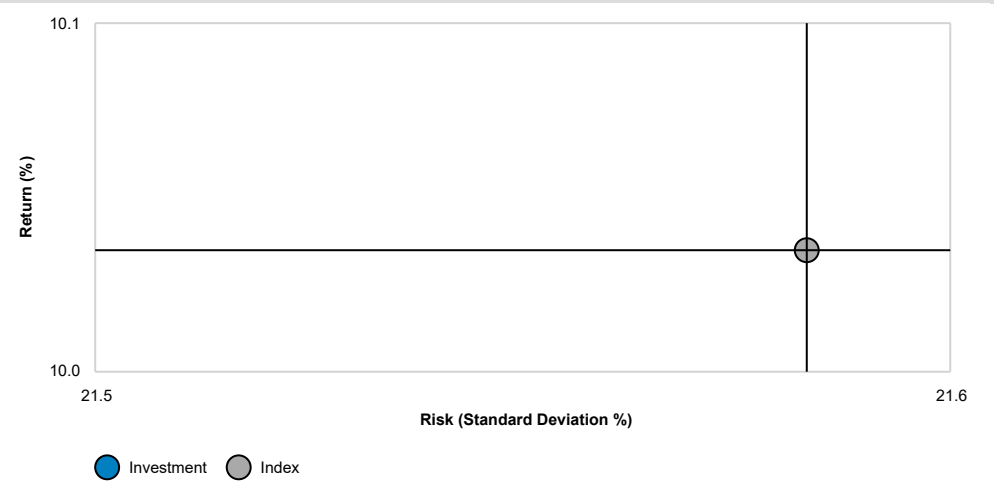 10.1
Return (%)
10.0
21.5
21.6
Risk (Standard Deviation %)
Investment
Index